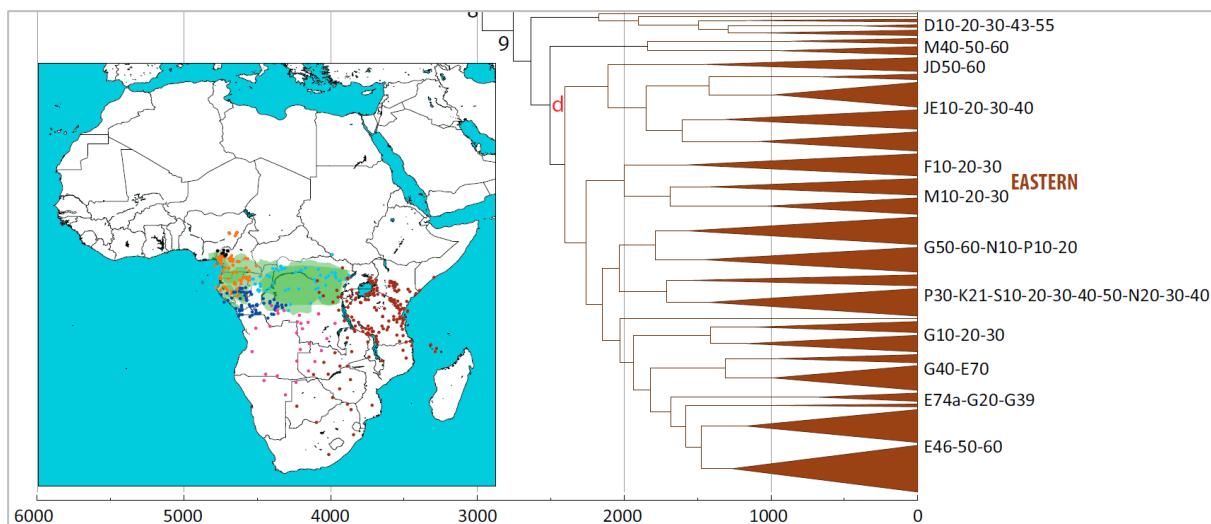 8
9
D10-20-30-43-55
M40-50-60
JD50-60
d
JE10-20-30-40
F10-20-30
EASTERN
M10-20-30
G50-60-N10-P10-20
P30-K21-S10-20-30-40-50-N20-30-40
G10-20-30
G40-E70
E74a-G20-G39
E46-50-60
6000 5000 4000 3000 2000 1000 0